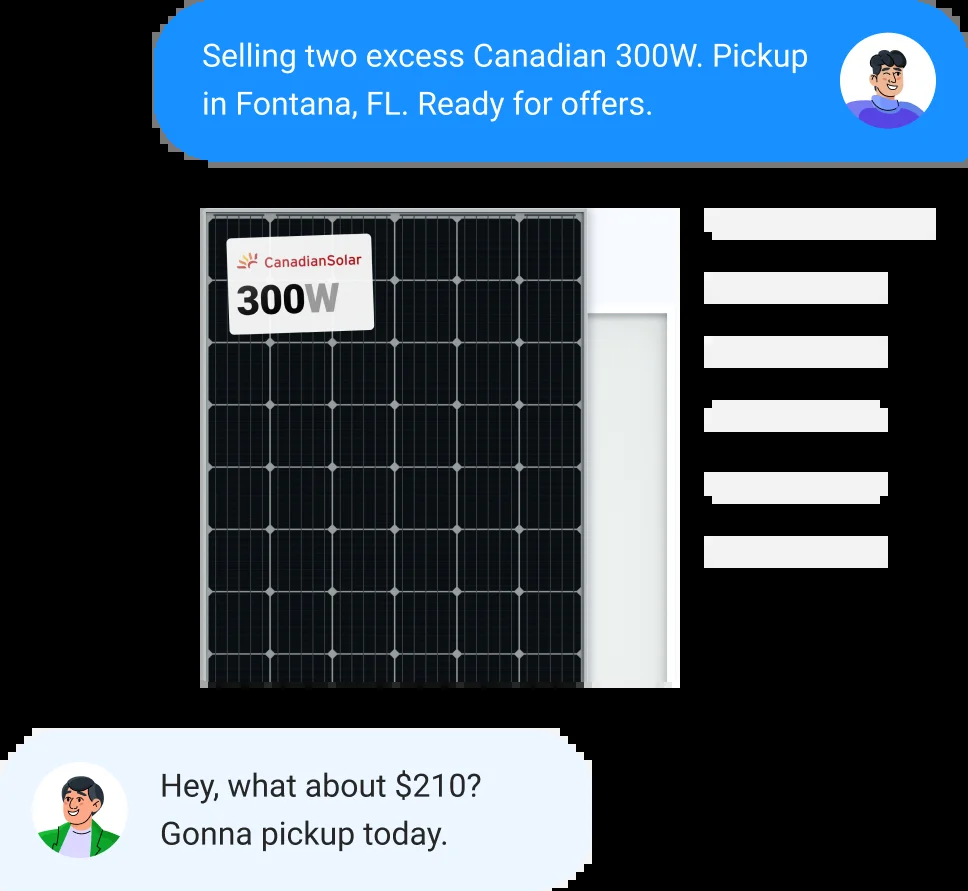 Selling two excess Canadian 300W. Pickup
in Fontana, FL. Ready for offers.
CanadianSolar
300W
Hey, what about $210?
Gonna pickup today.